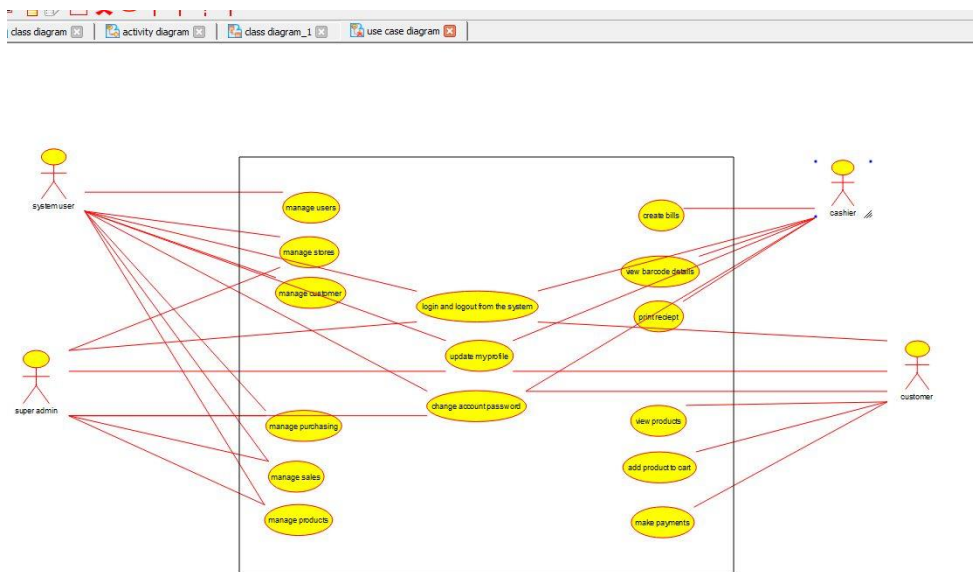 class diagram
activity diagram
class diagram_1
use case diagram
system user
manage users
create bills
cashier
manage stores
view barcode details
manage customer
login and logout from the system
print reciept
update my profile
super admin
customer
change account password
manage purchasing
view products
manage sales
add product to cart
manage products
make payments